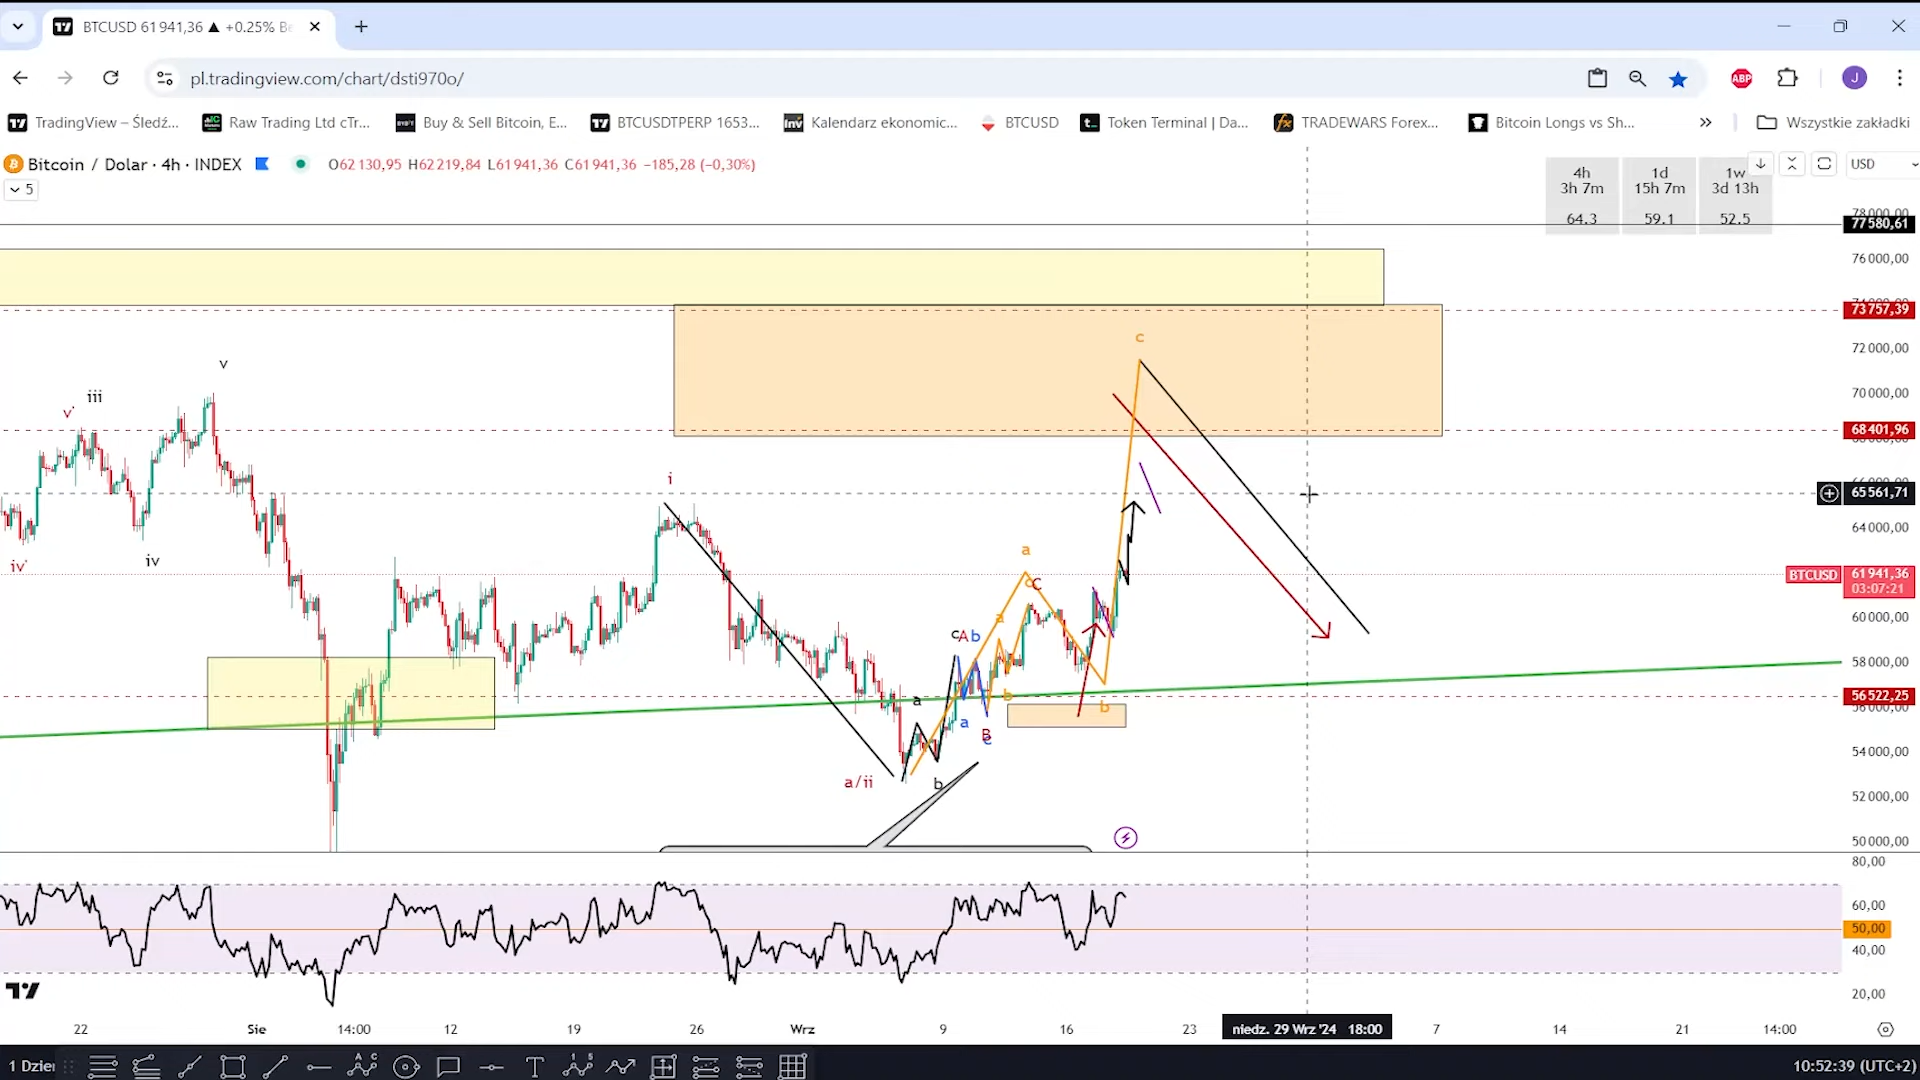 BTCUSD 61 941,36 ▲ +0.25%
pl.tradingview.com/chart/dsti970o/
ABP
J
TradingView – Śledź...
Raw Trading Ltd cTr...
Buy & Sell Bitcoin, E...
BTCUSDTPERP 1653...
Kalendarz ekonomic...
BTCUSD
Token Terminal | Da...
TRADEWARS Forex...
Bitcoin Longs vs Sh...
Wszystkie zakładki
Bitcoin / Dolar · 4h · INDEX
O62 130,95 H62 219,84 L61 941,36 C61 941,36 −185,28 (−0,30%)
5
4h
3h 7m
64.3
1d
15h 7m
59.1
1w
3d 13h
52.5
USD
77 580,61
76 000,00
73 757,39
72 000,00
70 000,00
68 401,96
65 561,71
64 000,00
BTCUSD
61 941,36
03:07:21
60 000,00
58 000,00
56 522,25
54 000,00
52 000,00
50 000,00
80,00
60,00
50,00
40,00
20,00
v
v'
iii
iv
iv'
i
a/ii
a
b
c
A
b
a
B
a
b
C
a
b
c
22
Sie
14:00
12
19
26
Wrz
9
16
23
niedz. 29 Wrz '24 18:00
7
14
21
14:00
1 Dzień
10:52:39 (UTC+2)